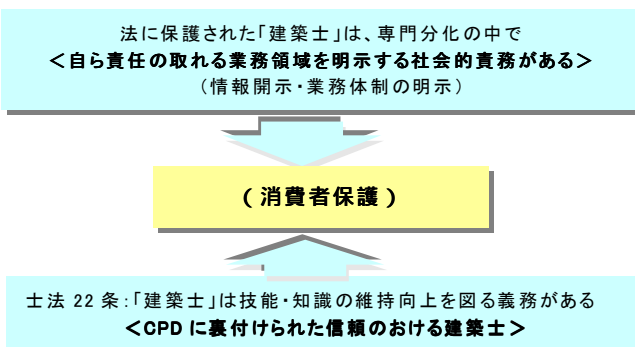 法に保護された「建築士」は、専門分化の中で
＜自ら責任の取れる業務領域を明示する社会的責務がある＞
（情報開示・業務体制の明示）
（消費者保護）
士法 22 条：「建築士」は技能・知識の維持向上を図る義務がある
＜CPD に裏付けられた信頼のおける建築士＞